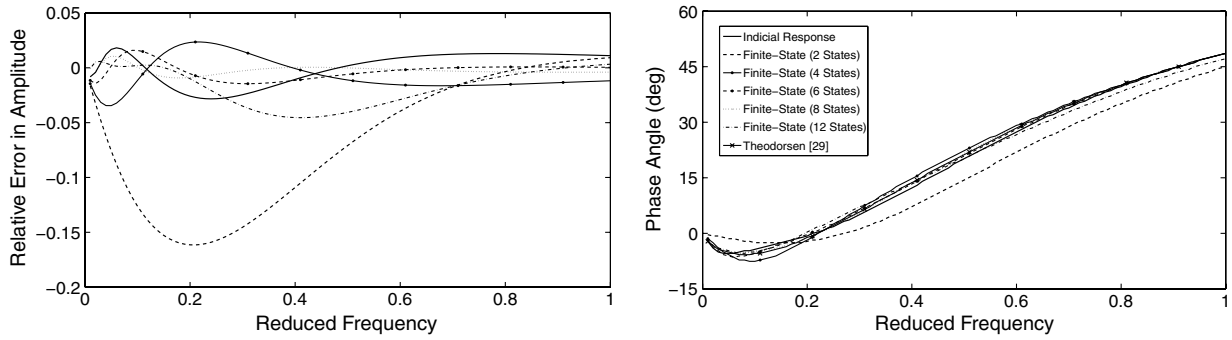 0.05
0
−0.05
−0.1
−0.15
−0.2
Relative Error in Amplitude
0
0.2
0.4
0.6
0.8
1
Reduced Frequency
60
45
30
15
0
−15
Phase Angle (deg)
Indicial Response
Finite−State (2 States)
Finite−State (4 States)
Finite−State (6 States)
Finite−State (8 States)
Finite−State (12 States)
Theodorsen [29]
0
0.2
0.4
0.6
0.8
1
Reduced Frequency